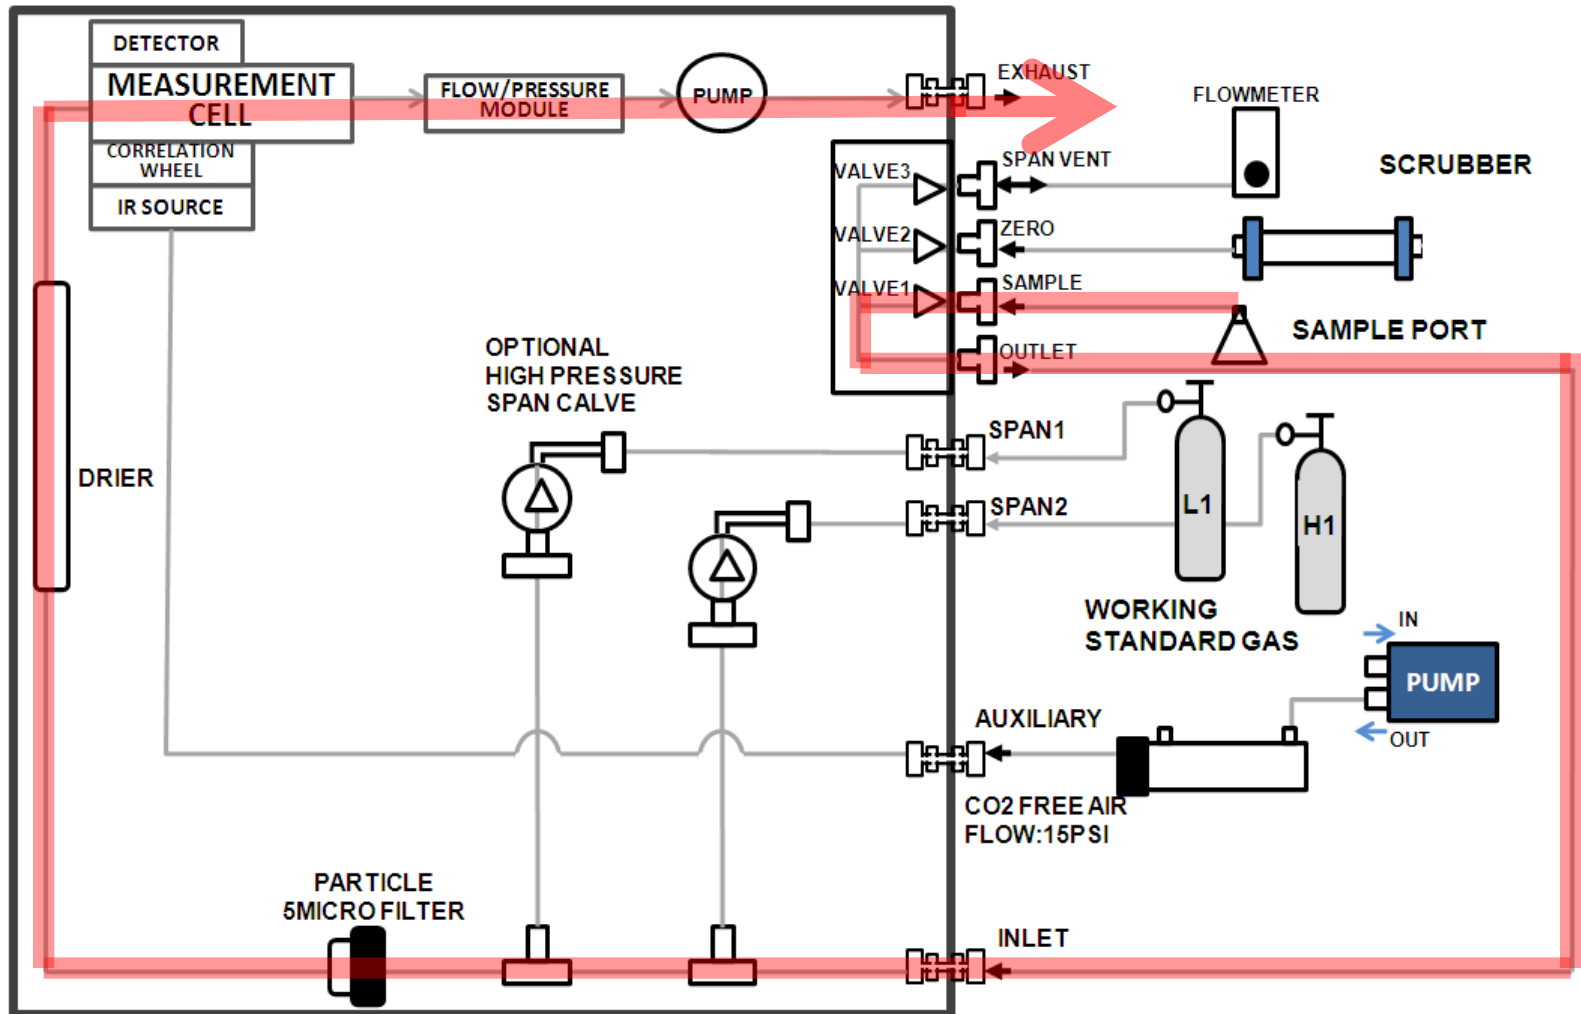 DETECTOR
MEASUREMENT
CELL
CORRELATION
WHEEL
IR SOURCE
FLOW/PRESSURE
MODULE
PUMP
EXHAUST
FLOWMETER
VALVE3
SPAN VENT
SCRUBBER
VALVE2
ZERO
VALVE1
SAMPLE
SAMPLE PORT
OUTLET
OPTIONAL
HIGH PRESSURE
SPAN CALVE
DRIER
SPAN1
SPAN2
L1
H1
WORKING
STANDARD GAS
IN
PUMP
OUT
AUXILIARY
CO2 FREE AIR
FLOW:15PSI
PARTICLE
5MICRO FILTER
INLET